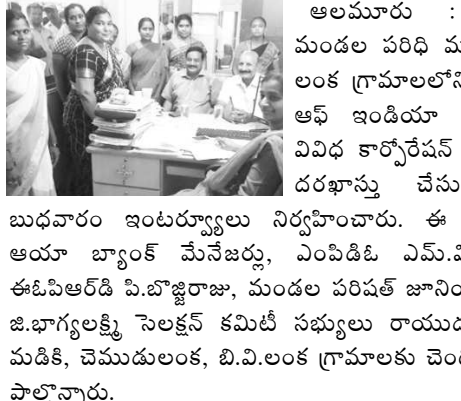 ఆలమూరు :
మండల పరిధి
లంక గ్రామాలలోని
ఆఫ్ ఇండియా
వివిధ కార్పోరేషన్
దరఖాస్తు చేసు
బుధవారం ఇంటర్వ్యూలు నిర్వహించారు. ఈ
ఆయా బ్యాంక్ మేనేజర్లు, ఎంపిడిఓ ఎమ్.వి
ఈఓపిఆర్‌డి పి.బొజ్జిరాజు, మండల పరిషత్ జూని
జి.భాగ్యలక్ష్మి సెలక్షన్ కమిటీ సభ్యులు రాయుడ
మడికి, చెముడులంక, బి.వి.లంక గ్రామాలకు చెం
పాల్గొన్నారు.